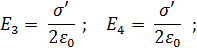 E₃ = σ′/2ε₀ ; E₄ = σ′/2ε₀ ;